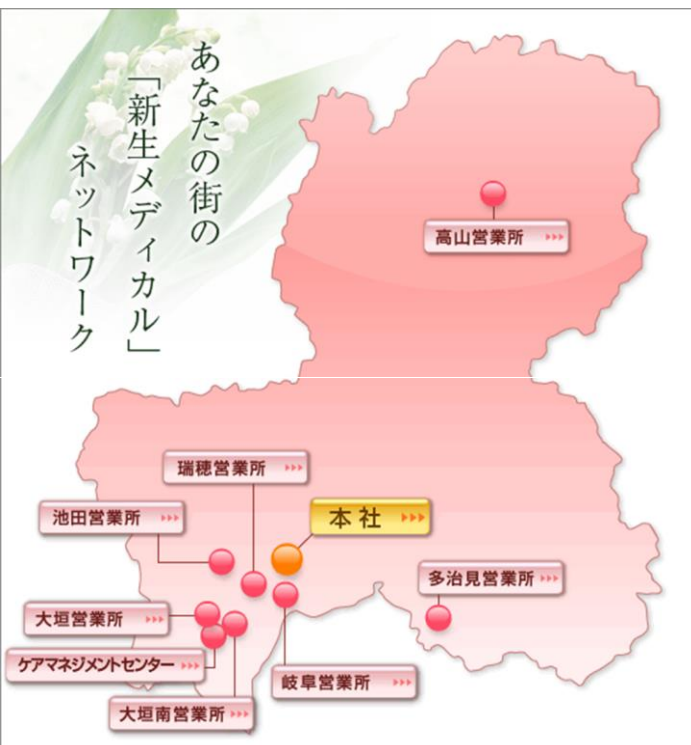 あなたの街の
「新生メディカル」
ネットワーク
高山営業所
瑞穂営業所
池田営業所
本社
多治見営業所
大垣営業所
ケアマネジメントセンター
岐阜営業所
大垣南営業所